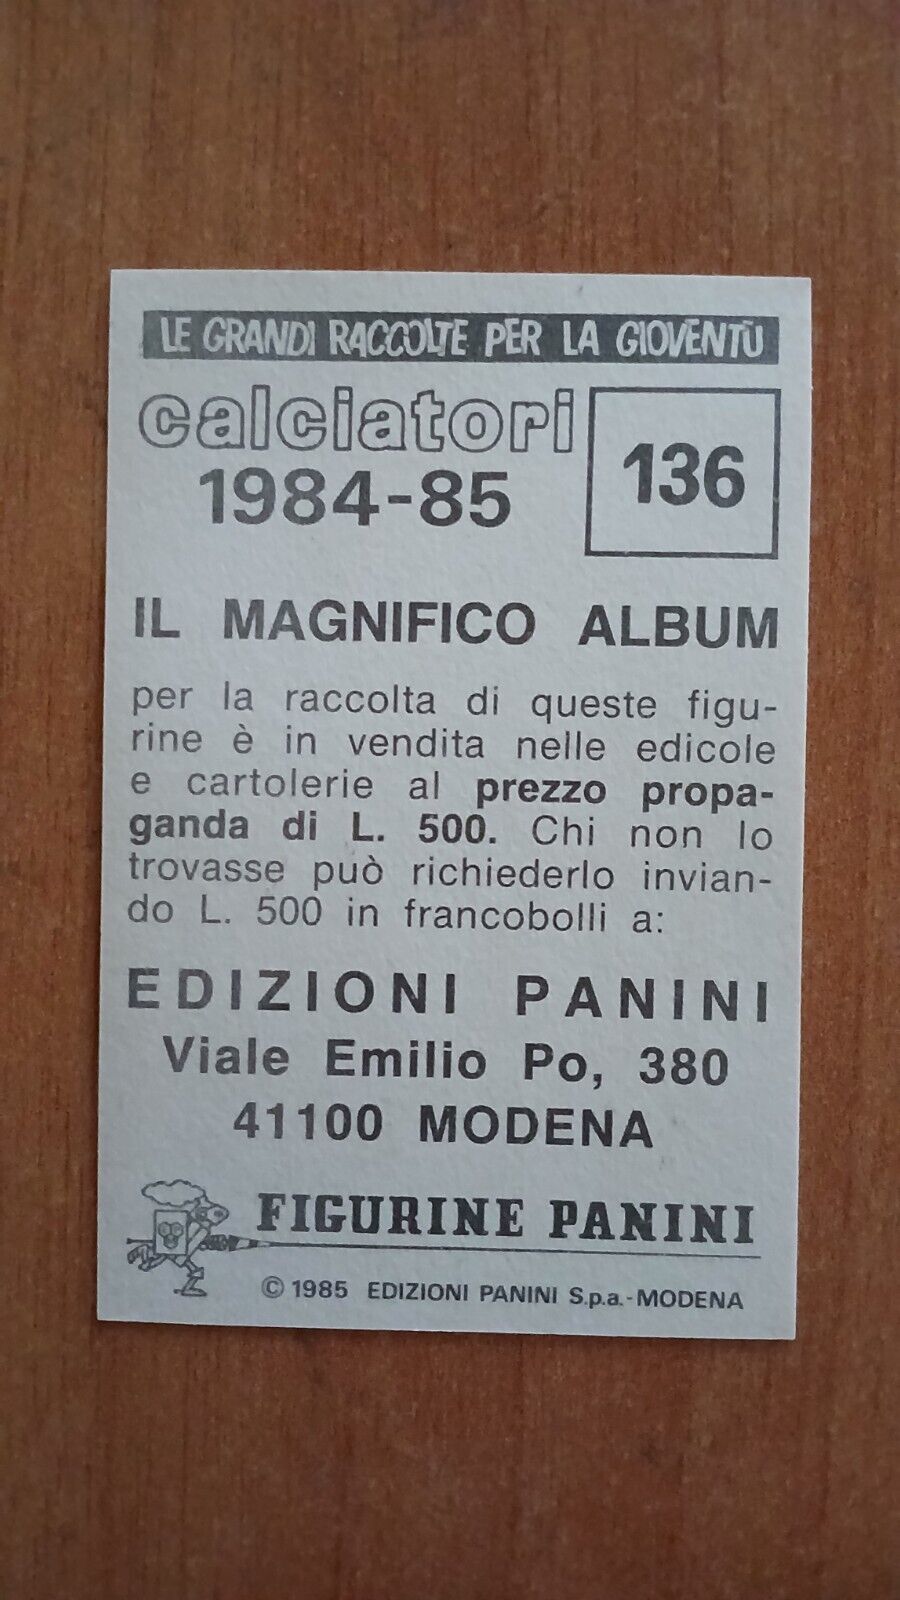 LE GRANDI RACCOLTE PER LA GIOVENTÙ
calciatori
1984-85
136
IL MAGNIFICO ALBUM
per la raccolta di queste figu-
rine è in vendita nelle edicole
e cartolerie al prezzo propa-
ganda di L. 500. Chi non lo
trovasse può richiederlo invian-
do L. 500 in francobolli a:
EDIZIONI PANINI
Viale Emilio Po, 380
41100 MODENA
FIGURINE PANINI
© 1985 EDIZIONI PANINI S.p.a.-MODENA